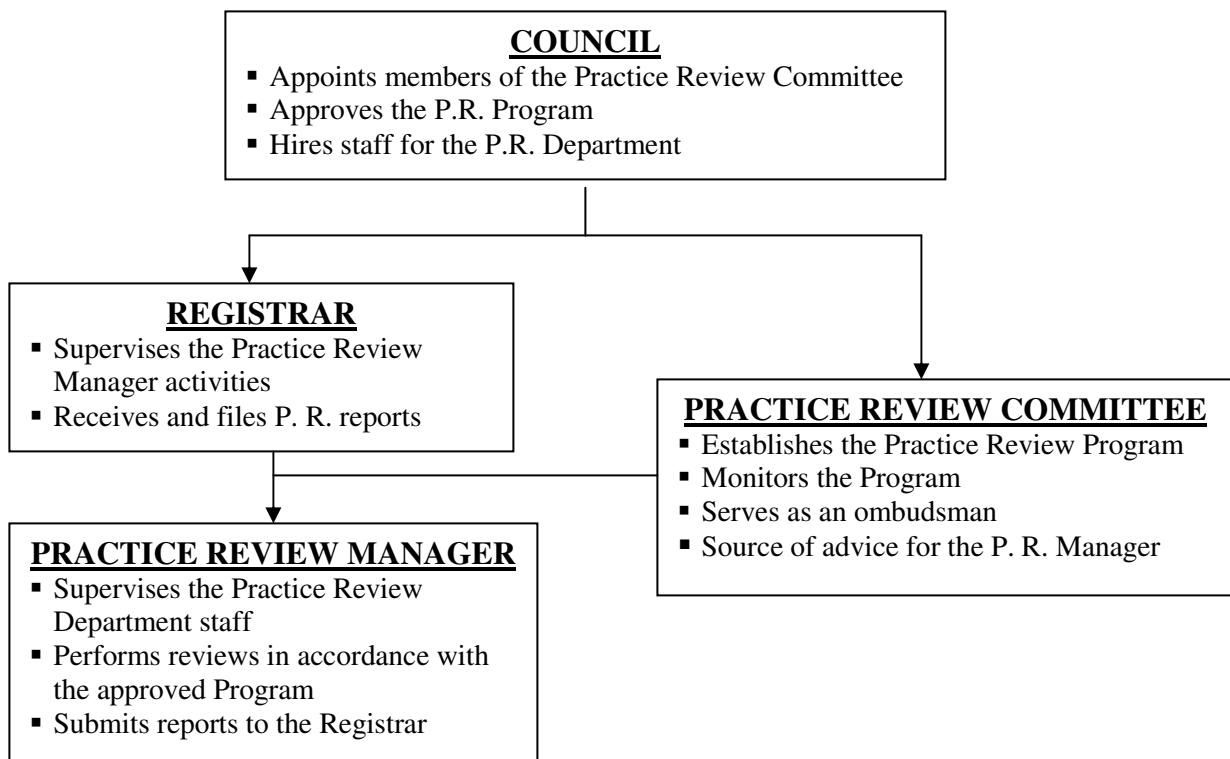 COUNCIL
▪ Appoints members of the Practice Review Committee
▪ Approves the P.R. Program
▪ Hires staff for the P.R. Department
REGISTRAR
▪ Supervises the Practice Review
Manager activities
▪ Receives and files P. R. reports
PRACTICE REVIEW COMMITTEE
▪ Establishes the Practice Review Program
▪ Monitors the Program
▪ Serves as an ombudsman
▪ Source of advice for the P. R. Manager
PRACTICE REVIEW MANAGER
▪ Supervises the Practice Review
Department staff
▪ Performs reviews in accordance with
the approved Program
▪ Submits reports to the Registrar